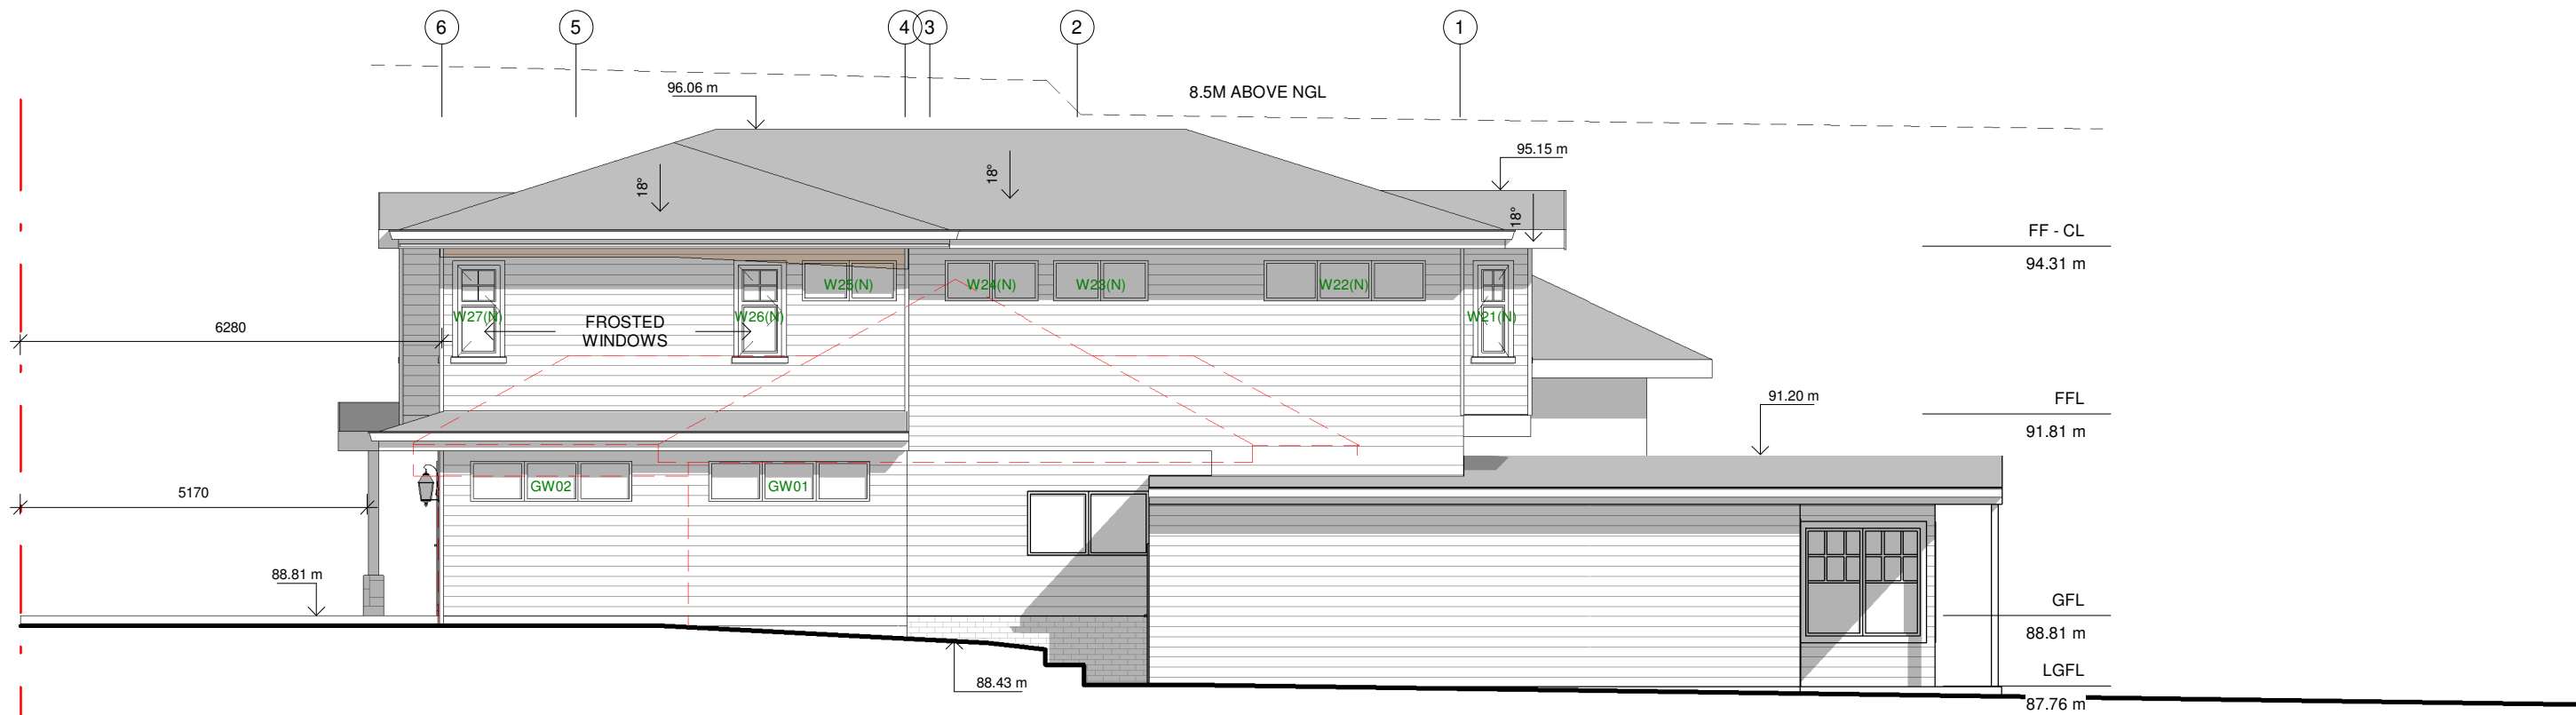 6
5
4
3
2
1
96.06 m
8.5M ABOVE NGL
95.15 m
18°
18°
18°
FF - CL
94.31 m
W25(N)
W24(N)
W23(N)
W22(N)
W27(N)
W26(N)
W21(N)
FROSTED
WINDOWS
6280
91.20 m
FFL
91.81 m
GW02
GW01
5170
88.81 m
GFL
88.81 m
LGFL
88.43 m
87.76 m